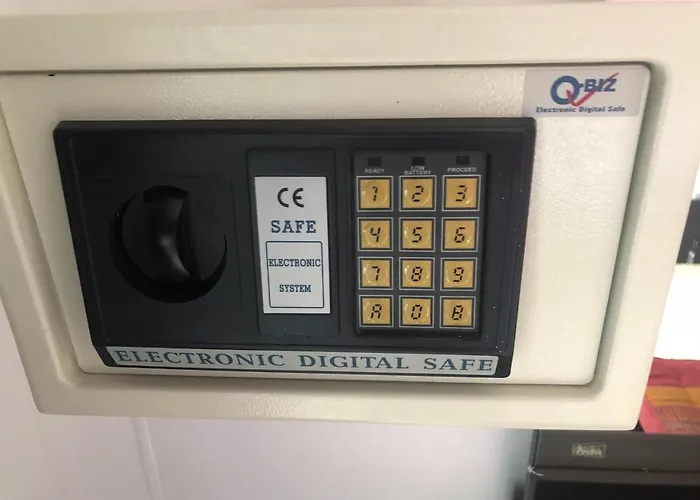 Q-BIZ
Electronic Digital Safe
READY
LOW BATTERY
PROCEED
1 2 3
4 5 6
7 8 9
A 0 B
CE
SAFE
ELECTRONIC
SYSTEM
ELECTRONIC DIGITAL SAFE